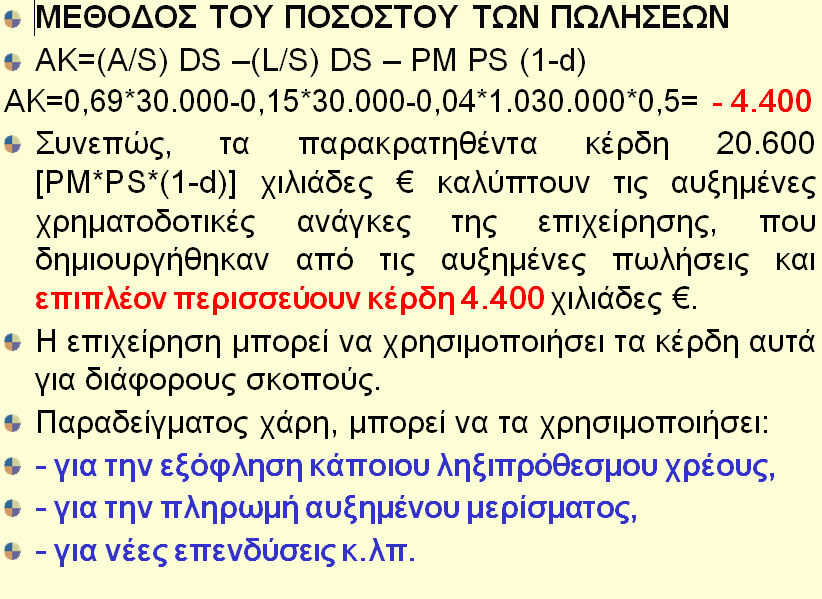 ΜΕΘΟΔΟΣ ΤΟΥ ΠΟΣΟΣΤΟΥ ΤΩΝ ΠΩΛΗΣΕΩΝ
ΑΚ=(A/S) DS –(L/S) DS – PM PS (1-d)
ΑΚ=0,69*30.000-0,15*30.000-0,04*1.030.000*0,5= - 4.400
Συνεπώς, τα παρακρατηθέντα κέρδη 20.600
[PM*PS*(1-d)] χιλιάδες € καλύπτουν τις αυξημένες
χρηματοδοτικές ανάγκες της επιχείρησης, που
δημιουργήθηκαν από τις αυξημένες πωλήσεις και
επιπλέον περισσεύουν κέρδη 4.400 χιλιάδες €.
Η επιχείρηση μπορεί να χρησιμοποιήσει τα κέρδη αυτά
για διάφορους σκοπούς.
Παραδείγματος χάρη, μπορεί να τα χρησιμοποιήσει:
- για την εξόφληση κάποιου ληξιπρόθεσμου χρέους,
- για την πληρωμή αυξημένου μερίσματος,
- για νέες επενδύσεις κ.λπ.